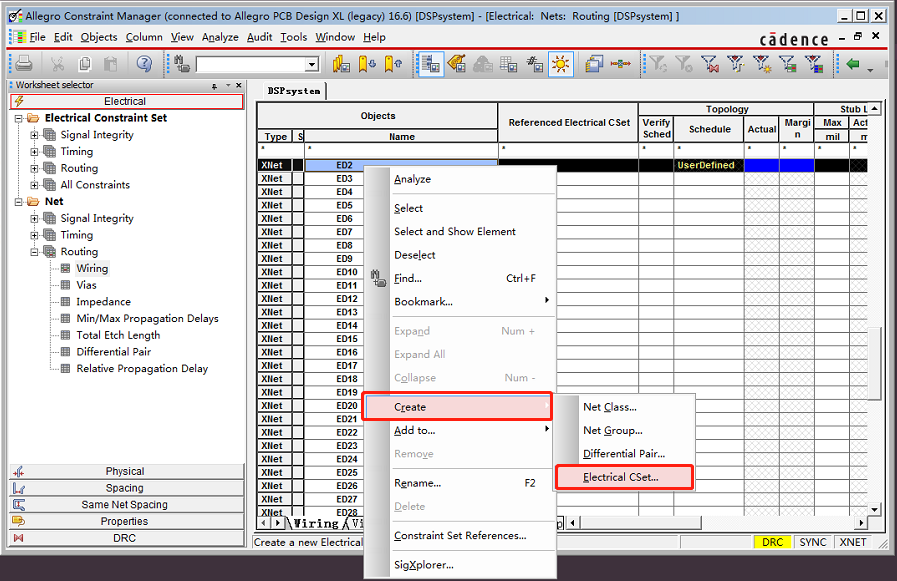 Allegro Constraint Manager (connected to Allegro PCB Design XL (legacy) 16.6) [DSPsystem] - [Electrical: Nets: Routing [DSPsystem] ]
File Edit Objects Column View Analyze Audit Tools Window Help
cādence
Worksheet selector
Electrical
Electrical Constraint Set
Signal Integrity
Timing
Routing
All Constraints
Net
Signal Integrity
Timing
Routing
Wiring
Vias
Impedance
Min/Max Propagation Delays
Total Etch Length
Differential Pair
Relative Propagation Delay
Physical
Spacing
Same Net Spacing
Properties
DRC
DSPsystem
Objects
Referenced Electrical CSet
Topology
Stub L
Type S Name
Verify Sched
Schedule
Actual
Margi n
Max
mil
* * * * * * *
XNet ED2 UserDefined
XNet ED3
XNet ED4
XNet ED5
XNet ED6
XNet ED7
XNet ED8
XNet ED9
XNet ED10
XNet ED11
XNet ED12
XNet ED13
XNet ED14
XNet ED15
XNet ED16
XNet ED17
XNet ED18
XNet ED19
XNet ED20
XNet ED21
XNet ED22
XNet ED23
XNet ED24
XNet ED25
XNet ED26
XNet ED27
XNet ED28
Analyze
Select
Select and Show Element
Deselect
Find... Ctrl+F
Bookmark...
Expand Num +
Expand All
Collapse Num -
Create
Add to...
Remove
Rename... F2
Delete
Constraint Set References...
SigXplorer...
Net Class...
Net Group...
Differential Pair...
Electrical CSet...
Wiring
Create a new Electrical
DRC SYNC XNET